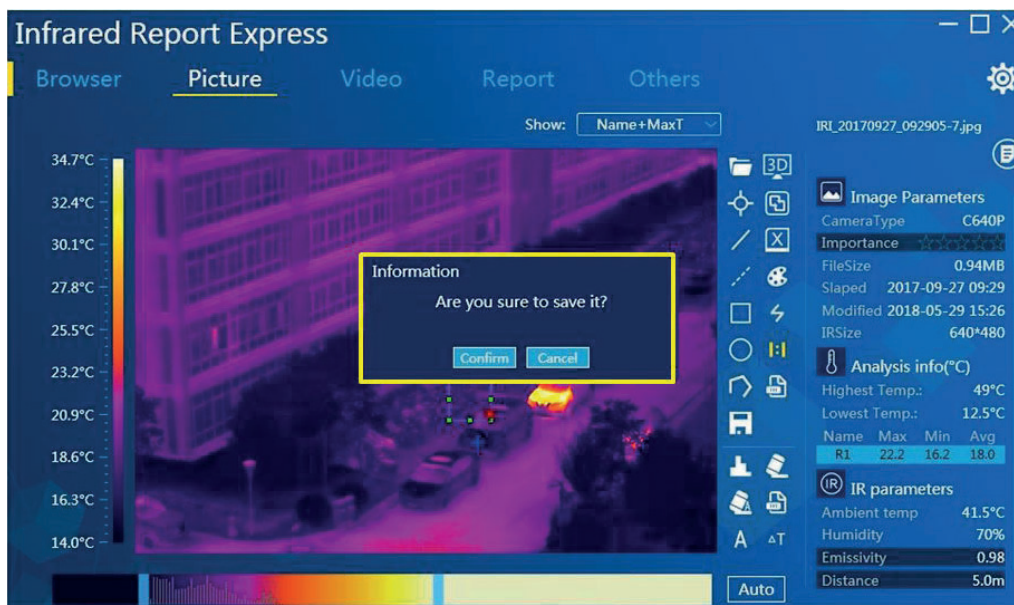 Infrared Report Express
Browser Picture Video Report Others
Show: Name+MaxT
IRI_20170927_092905-7.jpg
34.7°C
32.4°C
30.1°C
27.8°C
25.5°C
23.2°C
20.9°C
18.6°C
16.3°C
14.0°C
Information
Are you sure to save it?
Confirm Cancel
3D
X
1:1
A ΔT
Auto
Image Parameters
CameraType C640P
Importance
FileSize 0.94MB
Slaped 2017-09-27 09:29
Modified 2018-05-29 15:26
IRSize 640*480
Analysis info(°C)
Highest Temp.: 49°C
Lowest Temp.: 12.5°C
Name Max Min Avg
R1 22.2 16.2 18.0
IR IR parameters
Ambient temp 41.5°C
Humidity 70%
Emissivity 0.98
Distance 5.0m